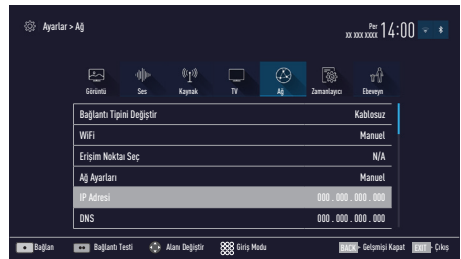 Ayarlar > Ağ
Per
xx xxx xxxx 14:00
Görüntü Ses Kaynak TV Ağ Zamanlayıcı Ebeveyn
Bağlantı Tipini Değiştir Kablosuz
WiFi Manuel
Erişim Noktaı Seç N/A
Ağ Ayarları Manuel
IP Adresi 000 . 000 . 000 . 000
DNS 000 . 000 . 000 . 000
Bağlan Bağlantı Testi Alanı Değiştir Giriş Modu BACK - Gelşmişi Kapat EXIT - Çıkış